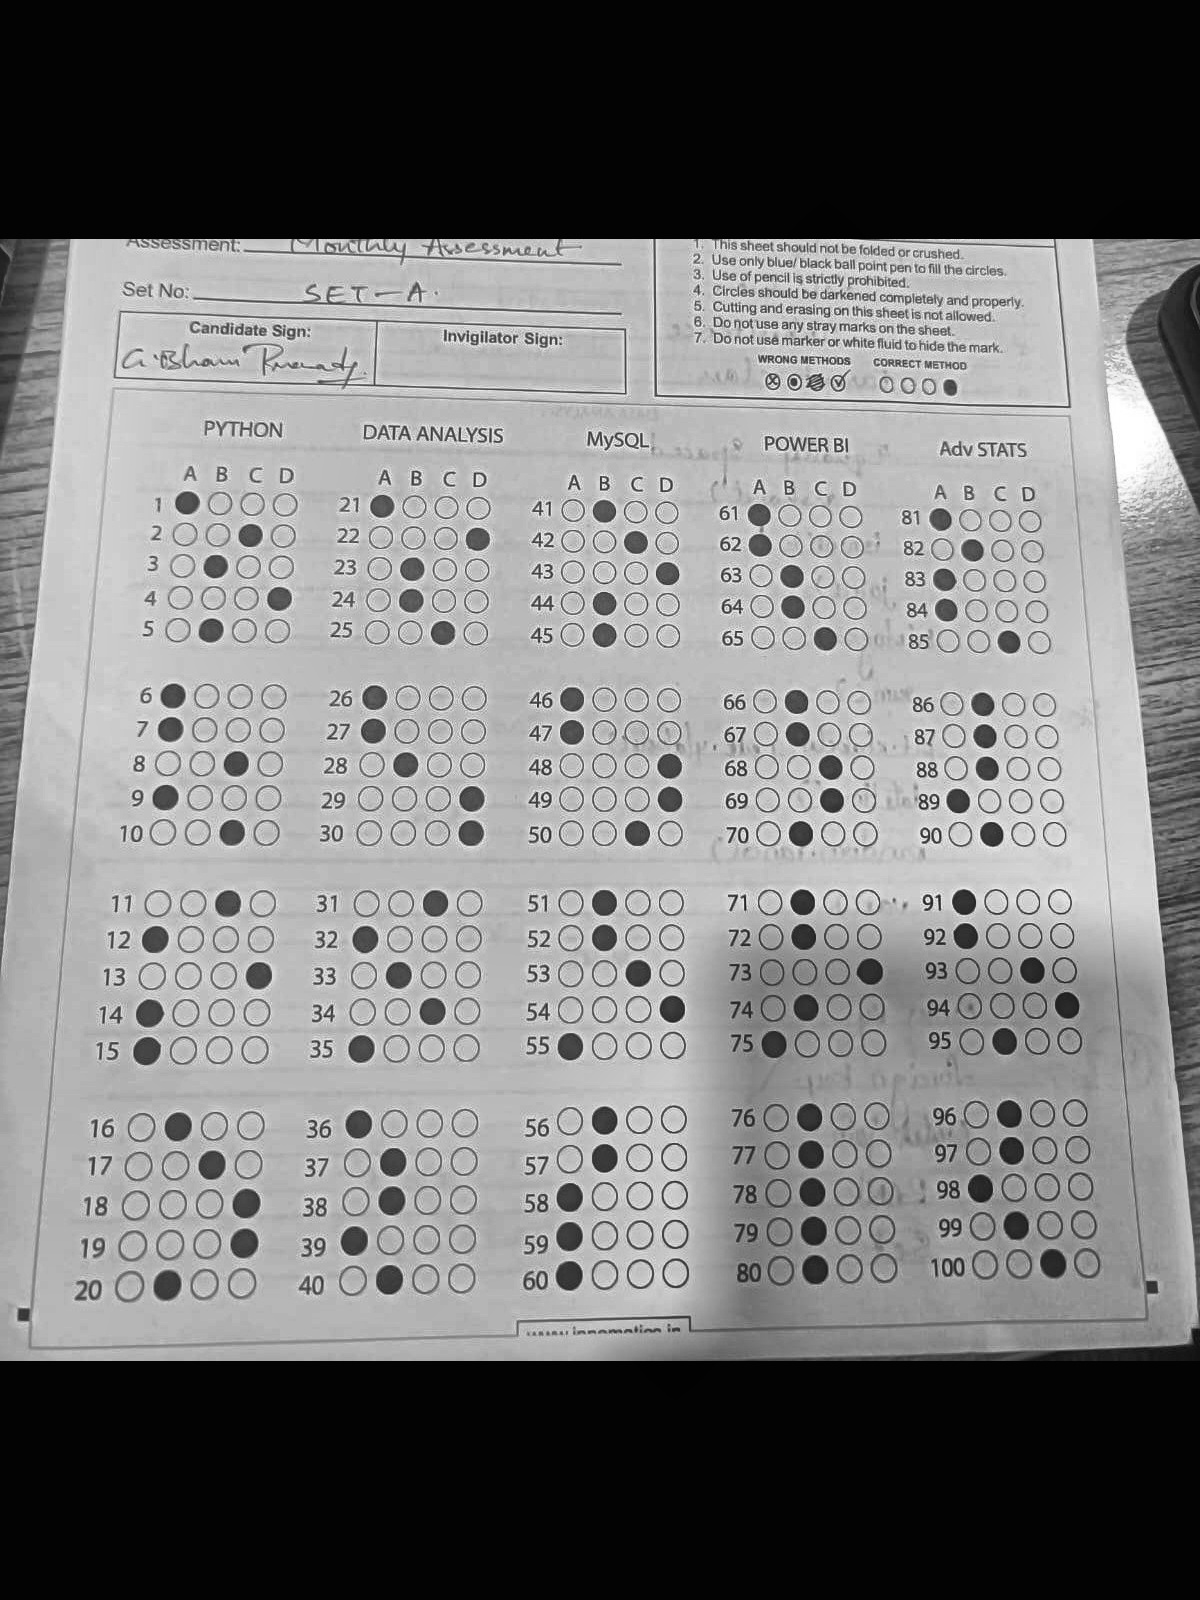 Assessment: Monthly Assessment
Set No: SET-A.
Candidate Sign:
Invigilator Sign:
1. This sheet should not be folded or crushed.
2. Use only blue/ black ball point pen to fill the circles.
3. Use of pencil is strictly prohibited.
4. Circles should be darkened completely and properly.
5. Cutting and erasing on this sheet is not allowed.
6. Do not use any stray marks on the sheet.
7. Do not use marker or white fluid to hide the mark.
WRONG METHODS CORRECT METHOD
PYTHON DATA ANALYSIS MySQL POWER BI Adv STATS
A B C D A B C D A B C D A B C D A B C D
1 21 41 61 81
2 22 42 62 82
3 23 43 63 83
4 24 44 64 84
5 25 45 65 85
6 26 46 66 86
7 27 47 67 87
8 28 48 68 88
9 29 49 69 89
10 30 50 70 90
11 31 51 71 91
12 32 52 72 92
13 33 53 73 93
14 34 54 74 94
15 35 55 75 95
16 36 56 76 96
17 37 57 77 97
18 38 58 78 98
19 39 59 79 99
20 40 60 80 100